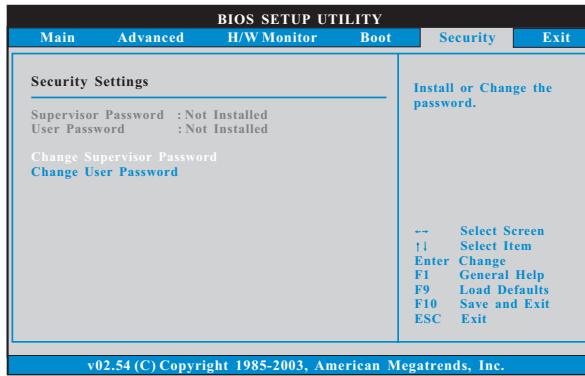 BIOS SETUP UTILITY
Main Advanced H/W Monitor Boot Security Exit
Security Settings
Supervisor Password : Not Installed
User Password : Not Installed
Change Supervisor Password
Change User Password
Install or Change the
password.
←→ Select Screen
↑↓ Select Item
Enter Change
F1 General Help
F9 Load Defaults
F10 Save and Exit
ESC Exit
v02.54 (C) Copyright 1985-2003, American Megatrends, Inc.